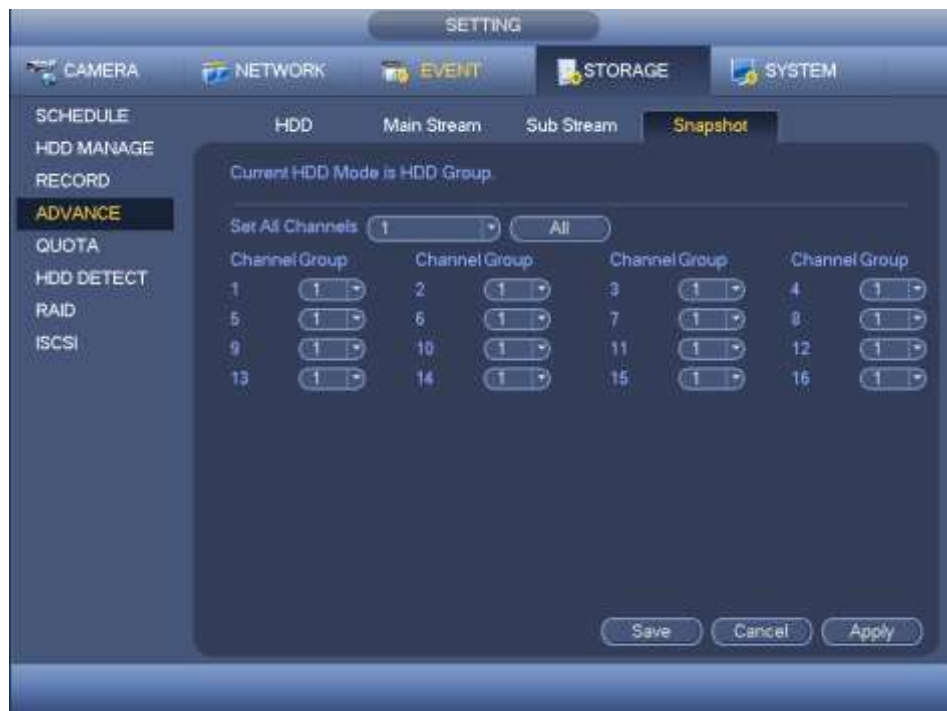 SETTING
CAMERA NETWORK EVENT STORAGE SYSTEM
SCHEDULE
HDD MANAGE
RECORD
ADVANCE
QUOTA
HDD DETECT
RAID
ISCSI
HDD Main Stream Sub Stream Snapshot
Current HDD Mode is HDD Group.
Set All Channels 1 All
Channel Group Channel Group Channel Group Channel Group
1 1 2 1 3 1 4 1
5 1 6 1 7 1 8 1
9 1 10 1 11 1 12 1
13 1 14 1 15 1 16 1
Save Cancel Apply